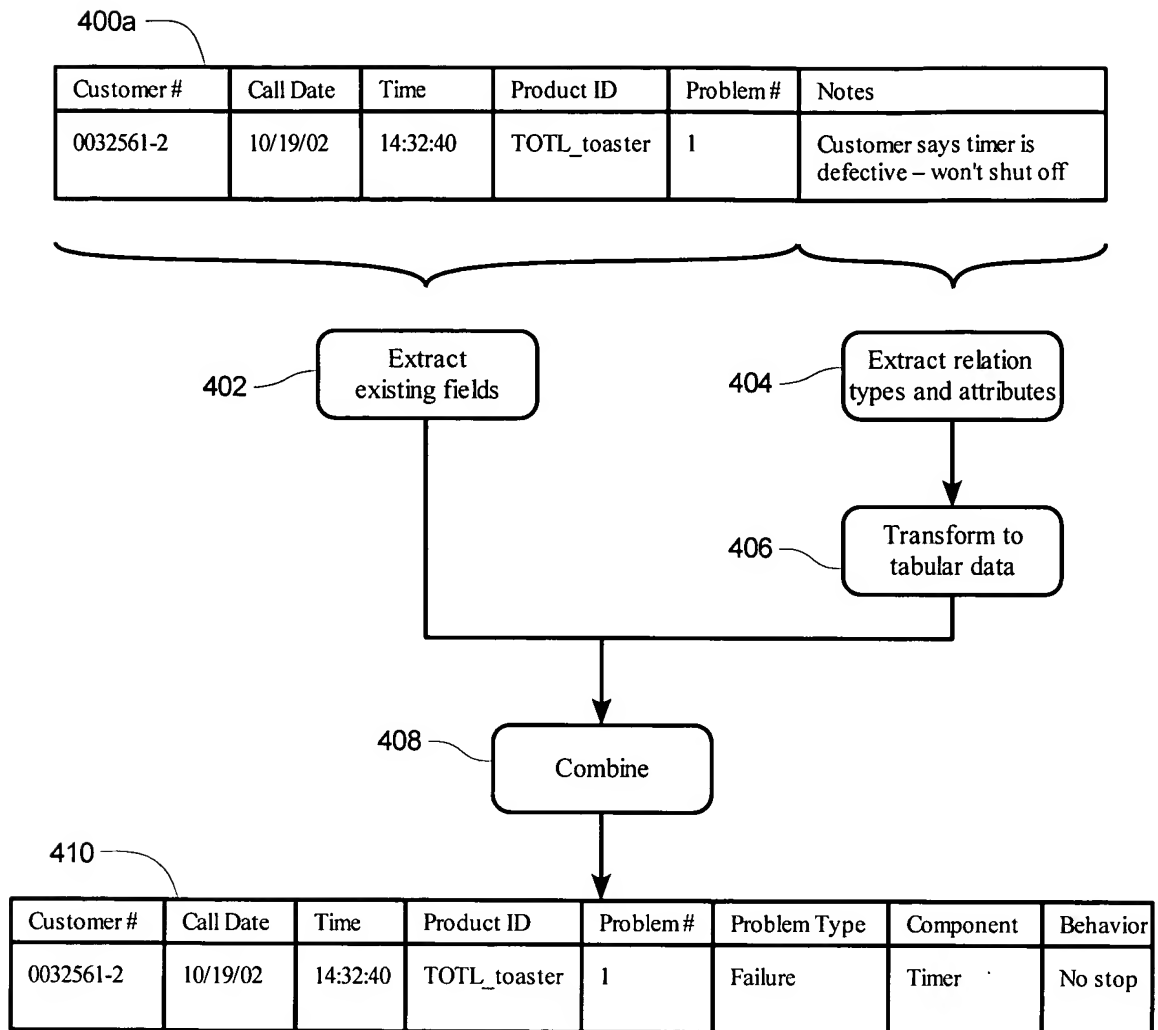 400a
Customer # Call Date Time Product ID Problem # Notes
0032561-2 10/19/02 14:32:40 TOTL_toaster 1 Customer says timer is
defective – won't shut off
402
Extract
existing fields
404
Extract relation
types and attributes
406
Transform to
tabular data
408
Combine
410
Customer # Call Date Time Product ID Problem # Problem Type Component Behavior
0032561-2 10/19/02 14:32:40 TOTL_toaster 1 Failure Timer No stop